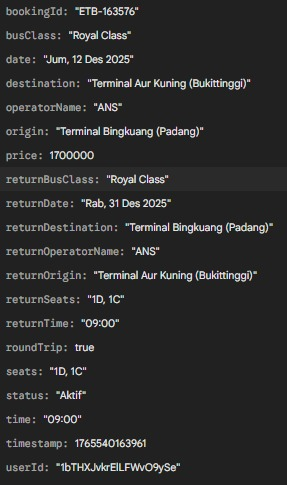 bookingId: "ETB-163576"
busClass: "Royal Class"
date: "Jum, 12 Des 2025"
destination: "Terminal Aur Kuning (Bukittinggi)"
operatorName: "ANS"
origin: "Terminal Bingkuang (Padang)"
price: 1700000
returnBusClass: "Royal Class"
returnDate: "Rab, 31 Des 2025"
returnDestination: "Terminal Bingkuang (Padang)"
returnOperatorName: "ANS"
returnOrigin: "Terminal Aur Kuning (Bukittinggi)"
returnSeats: "1D, 1C"
returnTime: "09:00"
roundTrip: true
seats: "1D, 1C"
status: "Aktif"
time: "09:00"
timestamp: 1765540163961
userId: "1bTHXJvkrElLFWvO9ySe"